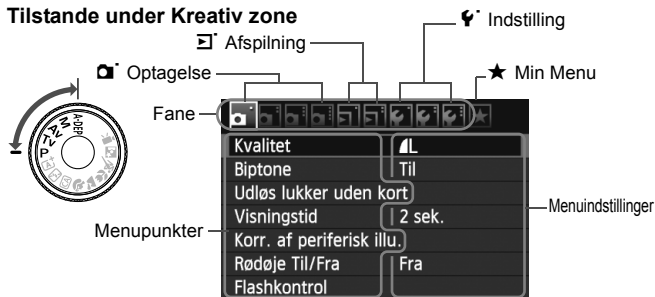 Tilstande under Kreativ zone
Indstilling
Afspilning
Optagelse
Min Menu
Fane
A-DEP
M
Av
Tv
P
Kvalitet L
Biptone Til
Udløs lukker uden kort
Visningstid 2 sek.
Korr. af periferisk illu.
Rødøje Til/Fra Fra
Flashkontrol
Menupunkter
Menuindstillinger